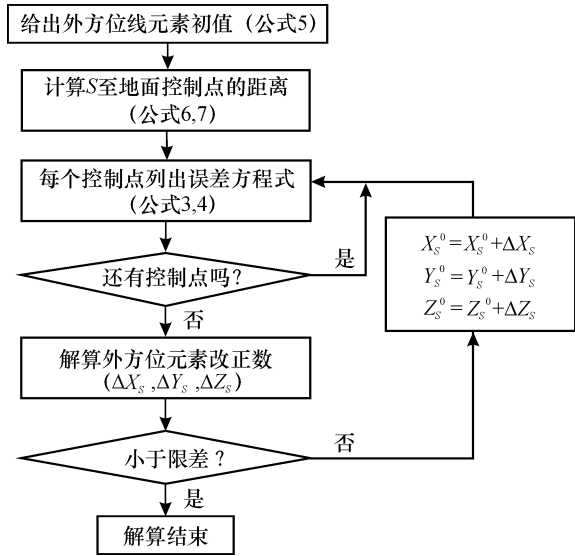 给出外方位线元素初值（公式5）
计算S至地面控制点的距离
（公式6,7）
每个控制点列出误差方程式
（公式3,4）
还有控制点吗？
是
否
解算外方位元素改正数
（ΔX_S ,ΔY_S ,ΔZ_S）
小于限差？
否
是
解算结束
X_S^0=X_S^0+ΔX_S
Y_S^0=Y_S^0+ΔY_S
Z_S^0=Z_S^0+ΔZ_S